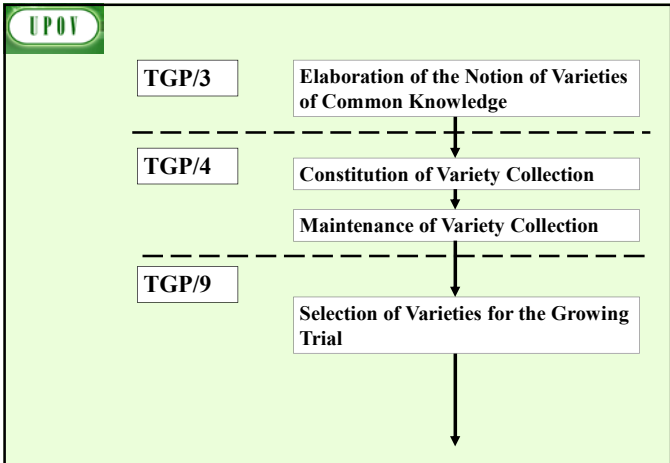 UPOV
TGP/3
Elaboration of the Notion of Varieties
of Common Knowledge
TGP/4
Constitution of Variety Collection
Maintenance of Variety Collection
TGP/9
Selection of Varieties for the Growing
Trial